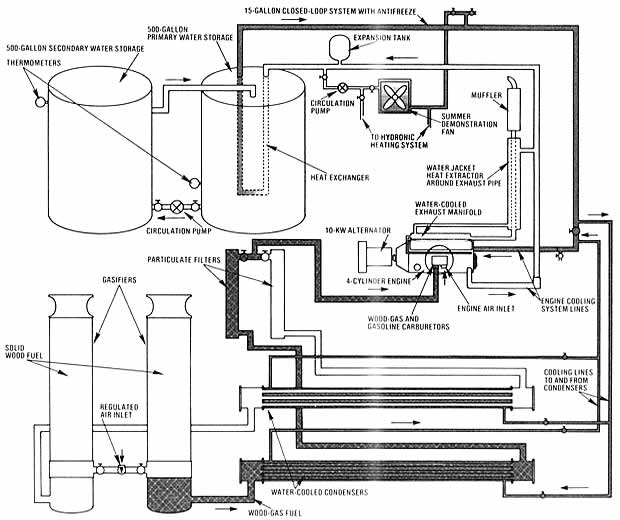 15-GALLON CLOSED-LOOP SYSTEM WITH ANTIFREEZE
500-GALLON
PRIMARY WATER STORAGE
EXPANSION TANK
500-GALLON SECONDARY WATER STORAGE
THERMOMETERS
MUFFLER
CIRCULATION
PUMP
SUMMER
DEMONSTRATION
FAN
TO HYDRONIC
HEATING SYSTEM
HEAT EXCHANGER
WATER JACKET
HEAT EXTRACTOR
AROUND EXHAUST PIPE
WATER-COOLED
EXHAUST MANIFOLD
CIRCULATION PUMP
10-KW ALTERNATOR
PARTICULATE FILTERS
4-CYLINDER ENGINE
GASIFIERS
WOOD-GAS AND
GASOLINE CARBURETORS
ENGINE AIR INLET
ENGINE COOLING
SYSTEM LINES
SOLID
WOOD FUEL
COOLING LINES
TO AND FROM
CONDENSERS
REGULATED
AIR INLET
WATER-COOLED CONDENSERS
WOOD-GAS FUEL